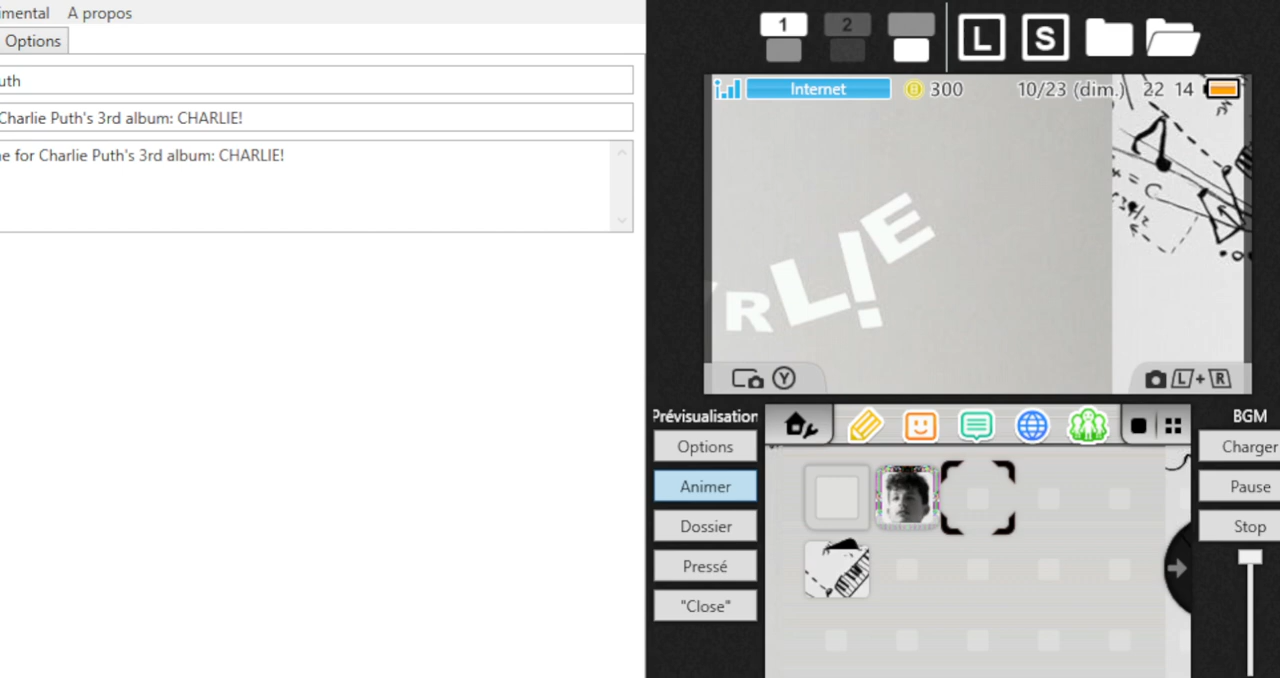 imental A propos
Options
uth
Charlie Puth's 3rd album: CHARLIE!
e for Charlie Puth's 3rd album: CHARLIE!
1
2
L
S
Internet
300
10/23 (dim.) 22 14
RL!E
Y
L+R
Prévisualisation
Options
Animer
Dossier
Pressé
"Close"
BGM
Charger
Pause
Stop